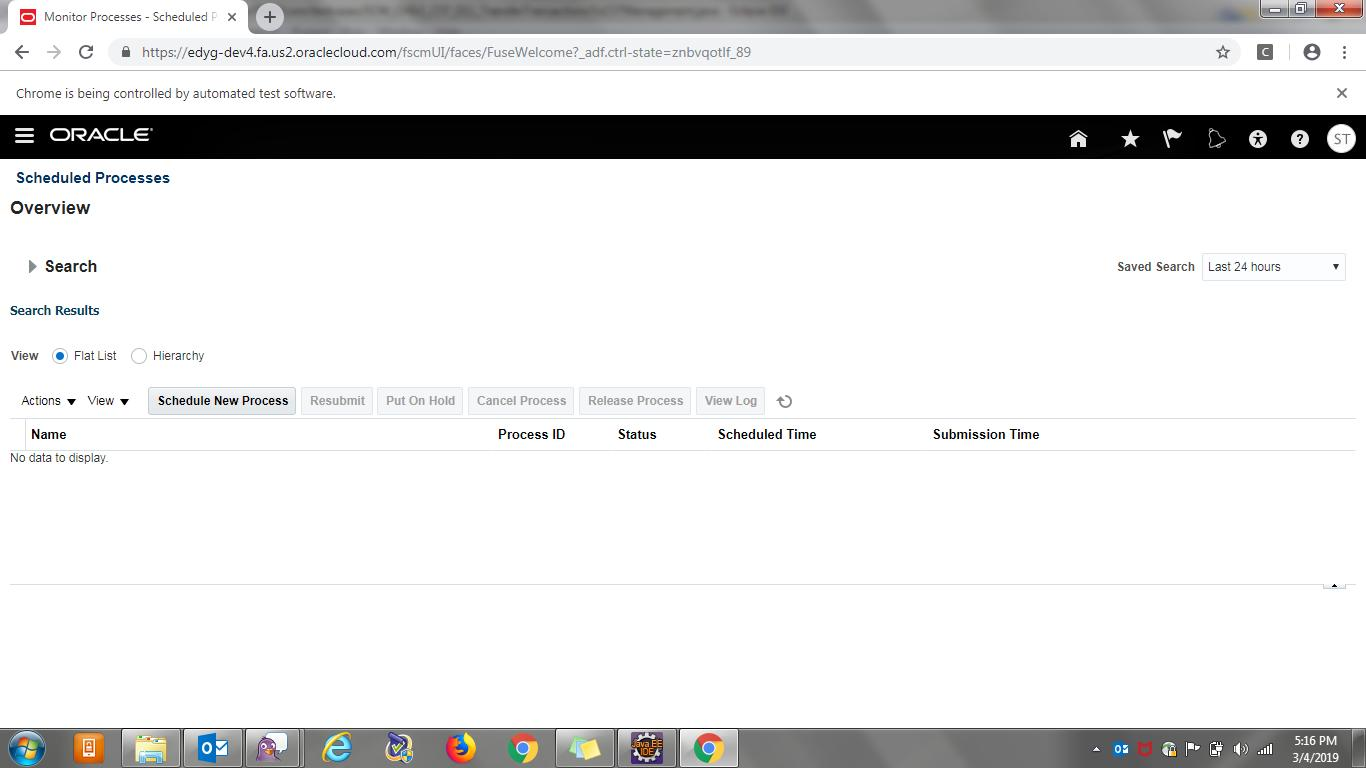 Monitor Processes - Scheduled P
https://edyg-dev4.fa.us2.oraclecloud.com/fscmUI/faces/FuseWelcome?_adf.ctrl-state=znbvqotlf_89
C
Chrome is being controlled by automated test software.
ORACLE
ST
Scheduled Processes
Overview
Search
Saved Search Last 24 hours
Search Results
View Flat List Hierarchy
Actions View Schedule New Process Resubmit Put On Hold Cancel Process Release Process View Log
Name Process ID Status Scheduled Time Submission Time
No data to display.
Java EE
IDE
5:16 PM
3/4/2019